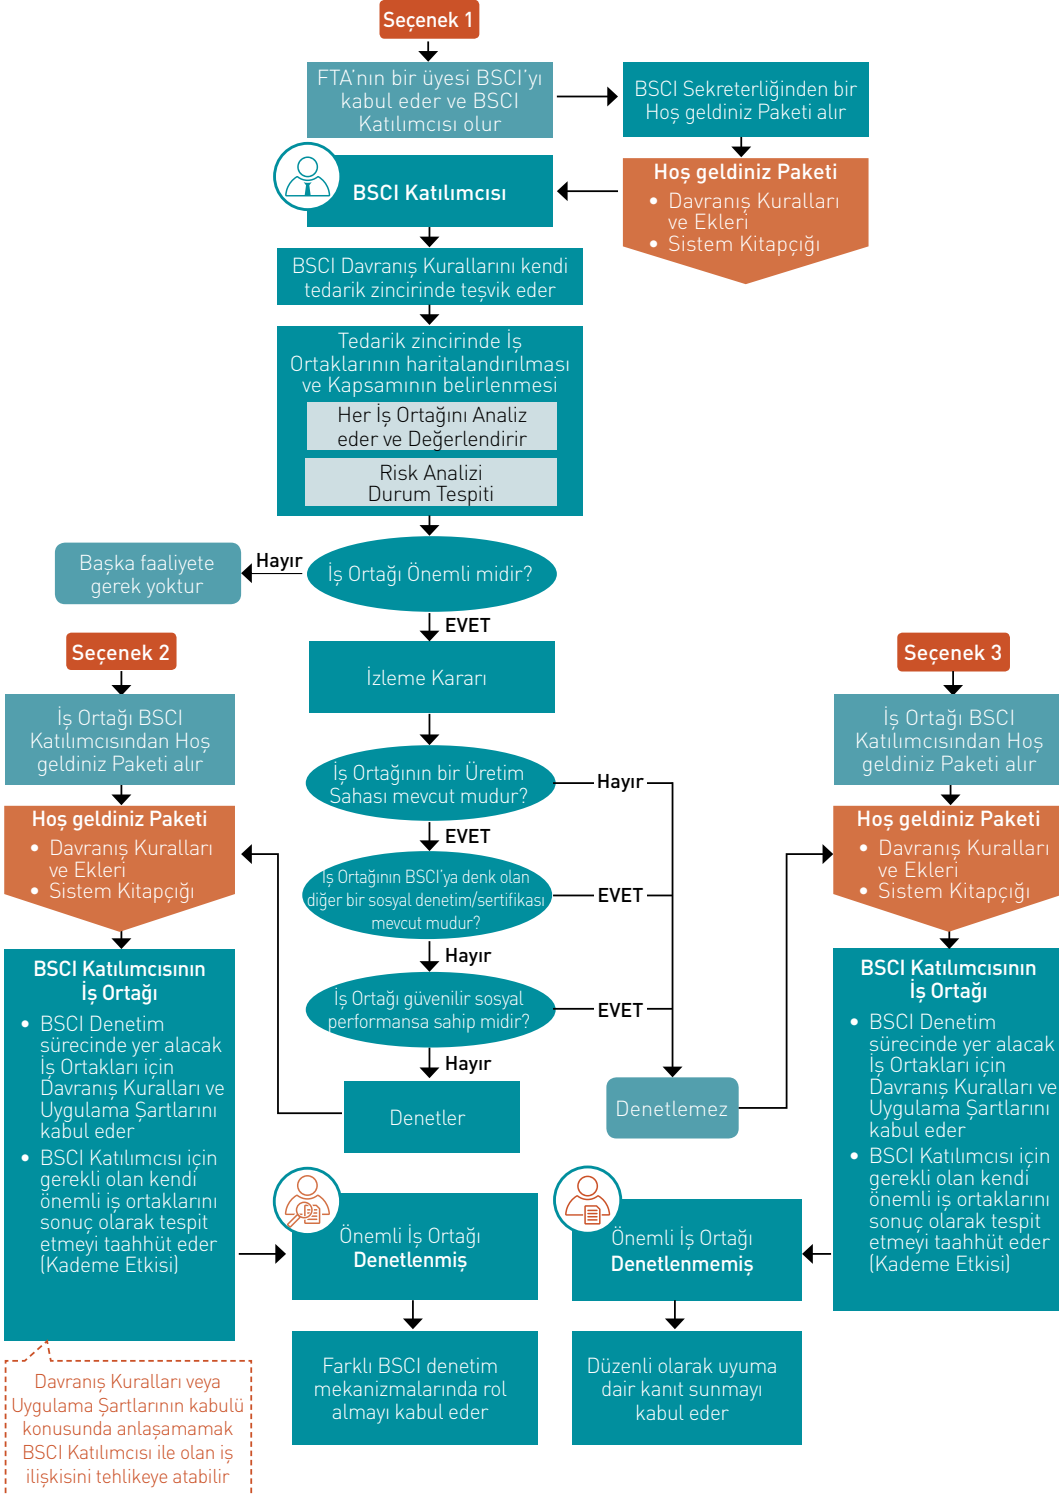 Seçenek 1
FTA'nın bir üyesi BSCI'yı
kabul eder ve BSCI
Katılımcısı olur
BSCI Sekreterliğinden bir
Hoş geldiniz Paketi alır
Hoş geldiniz Paketi
• Davranış Kuralları
ve Ekleri
• Sistem Kitapçığı
BSCI Katılımcısı
BSCI Davranış Kurallarını kendi
tedarik zincirinde teşvik eder
Tedarik zincirinde İş
Ortaklarının haritalandırılması
ve Kapsamının belirlenmesi
Her İş Ortağını Analiz
eder ve Değerlendirir
Risk Analizi
Durum Tespiti
İş Ortağı Önemli midir?
Hayır
Başka faaliyete
gerek yoktur
EVET
İzleme Kararı
İş Ortağının bir Üretim
Sahası mevcut mudur?
Hayır
EVET
İş Ortağının BSCI'ya denk olan
diğer bir sosyal denetim/sertifikası
mevcut mudur?
EVET
Hayır
İş Ortağı güvenilir sosyal
performansa sahip midir?
EVET
Hayır
Denetler
Denetlemez
Seçenek 2
İş Ortağı BSCI
Katılımcısından Hoş
geldiniz Paketi alır
Hoş geldiniz Paketi
• Davranış Kuralları
ve Ekleri
• Sistem Kitapçığı
BSCI Katılımcısının
İş Ortağı
• BSCI Denetim
sürecinde yer alacak
İş Ortakları için
Davranış Kuralları ve
Uygulama Şartlarını
kabul eder
• BSCI Katılımcısı için
gerekli olan kendi
önemli iş ortaklarını
sonuç olarak tespit
etmeyi taahhüt eder
(Kademe Etkisi)
Davranış Kuralları veya
Uygulama Şartlarının kabulü
konusunda anlaşamamak
BSCI Katılımcısı ile olan iş
ilişkisini tehlikeye atabilir
Önemli İş Ortağı
Denetlenmiş
Farklı BSCI denetim
mekanizmalarında rol
almayı kabul eder
Seçenek 3
İş Ortağı BSCI
Katılımcısından Hoş
geldiniz Paketi alır
Hoş geldiniz Paketi
• Davranış Kuralları
ve Ekleri
• Sistem Kitapçığı
BSCI Katılımcısının
İş Ortağı
• BSCI Denetim
sürecinde yer alacak
İş Ortakları için
Davranış Kuralları ve
Uygulama Şartlarını
kabul eder
• BSCI Katılımcısı için
gerekli olan kendi
önemli iş ortaklarını
sonuç olarak tespit
etmeyi taahhüt eder
(Kademe Etkisi)
Önemli İş Ortağı
Denetlenmemiş
Düzenli olarak uyuma
dair kanıt sunmayı
kabul eder